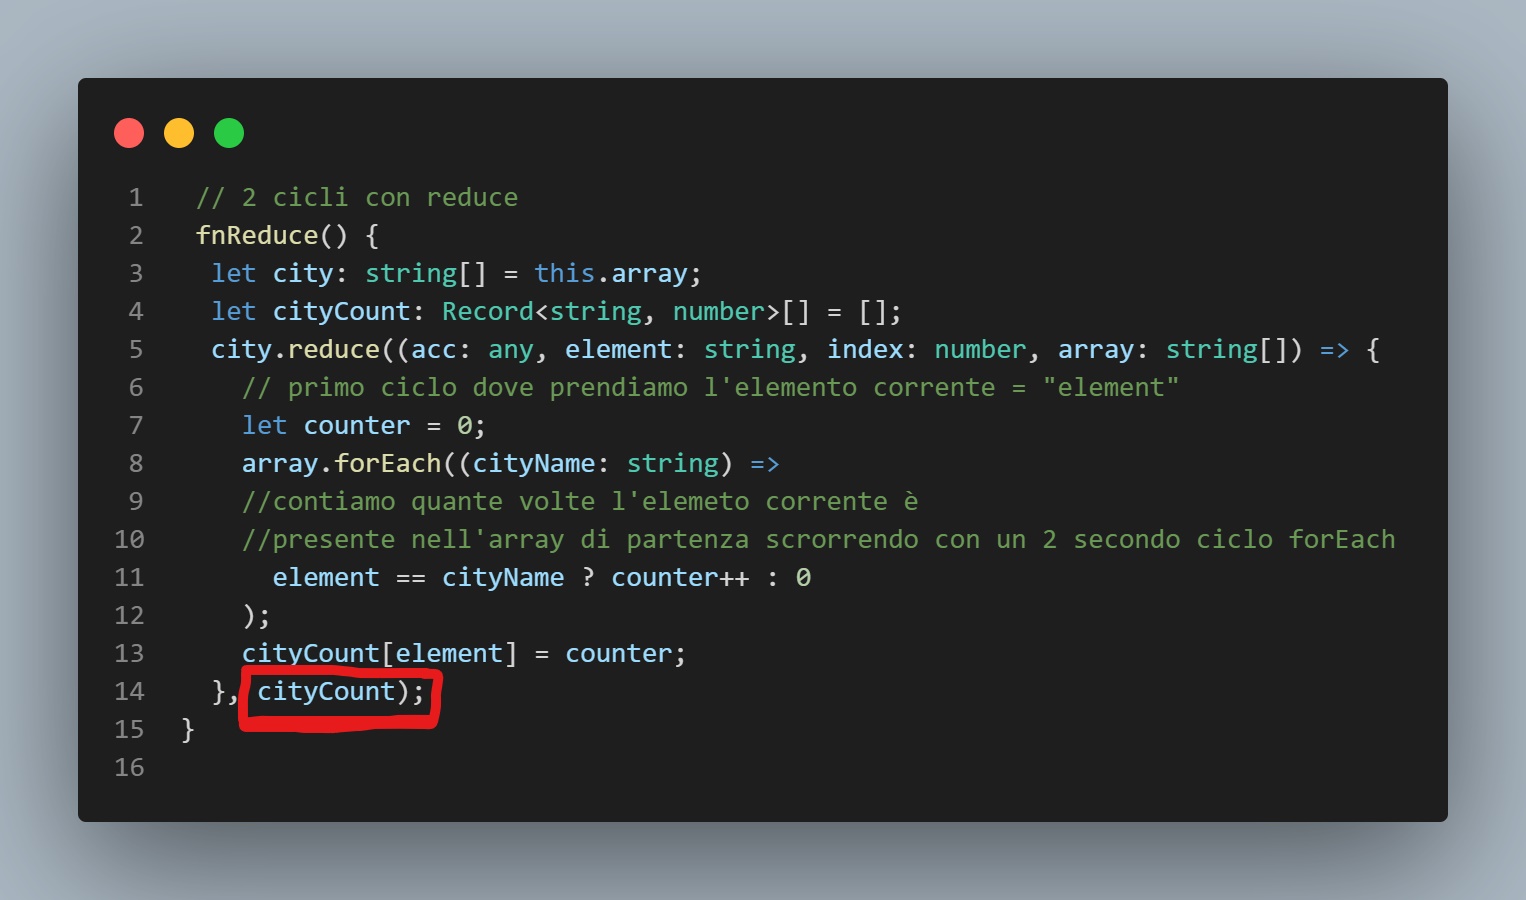 1 // 2 cicli con reduce
2 fnReduce() {
3 let city: string[] = this.array;
4 let cityCount: Record<string, number>[] = [];
5 city.reduce((acc: any, element: string, index: number, array: string[]) => {
6 // primo ciclo dove prendiamo l'elemento corrente = "element"
7 let counter = 0;
8 array.forEach((cityName: string) =>
9 //contiamo quante volte l'elemeto corrente è
10 //presente nell'array di partenza scrorrendo con un 2 secondo ciclo forEach
11 element == cityName ? counter++ : 0
12 );
13 cityCount[element] = counter;
14 }, cityCount);
15 }
16